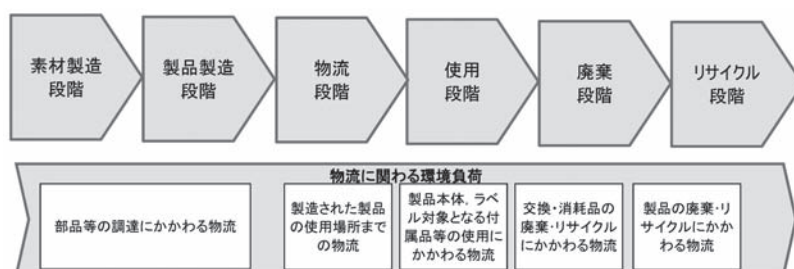 素材製造
段階
製品製造
段階
物流
段階
使用
段階
廃棄
段階
リサイクル
段階
物流に関わる環境負荷
部品等の調達にかかわる物流
製造された製品
の使用場所まで
の物流
製品本体，ラベ
ル対象となる付
属品等の使用にか
かわる物流
交換・消耗品の
廃棄・リサイクル
にかかわる物流
製品の廃棄・リ
サイクルにかか
わる物流